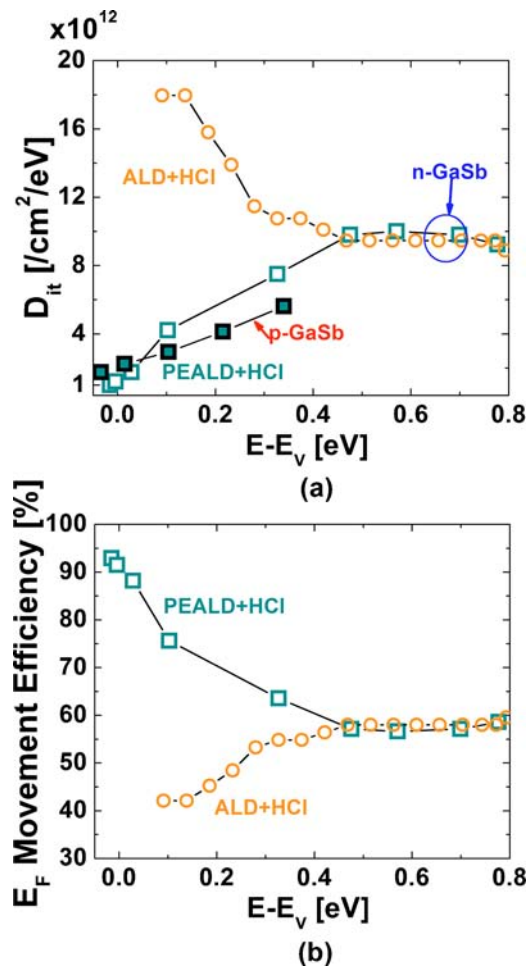 x10¹²
20
16
12
8
4
1
D_it [/cm²/eV]
ALD+HCl
n-GaSb
p-GaSb
PEALD+HCl
0.0 0.2 0.4 0.6 0.8
E-E_V [eV]
(a)
100
90
80
70
60
50
40
30
E_F Movement Efficiency [%]
PEALD+HCl
ALD+HCl
0.0 0.2 0.4 0.6 0.8
E-E_V [eV]
(b)